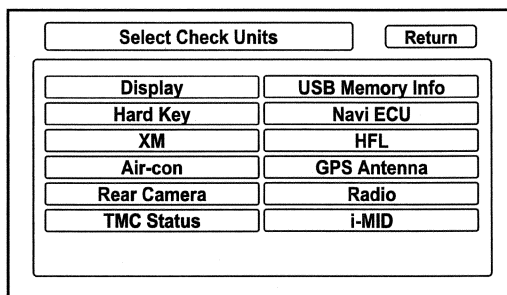 Select Check Units Return
Display USB Memory Info
Hard Key Navi ECU
XM HFL
Air-con GPS Antenna
Rear Camera Radio
TMC Status i-MID